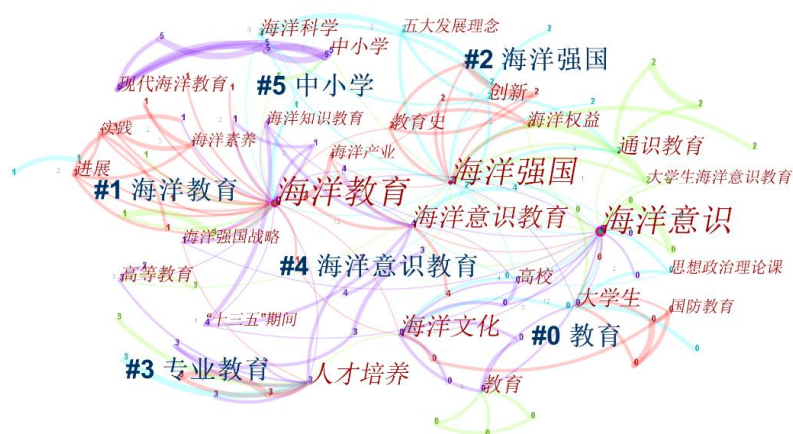 海洋科学
五大发展理念
中小学
#2 海洋强国
现代海洋教育
#5 中小学
创新
实践
海洋知识教育
教育史
海洋权益
海洋素养
海洋产业
通识教育
进展
#1 海洋教育
海洋教育
海洋强国
大学生海洋意识教育
海洋意识教育
海洋意识
海洋强国战略
高等教育
#4 海洋意识教育
高校
思想政治理论课
大学生
国防教育
“十三五”期间
海洋文化
#0 教育
#3 专业教育
人才培养
教育